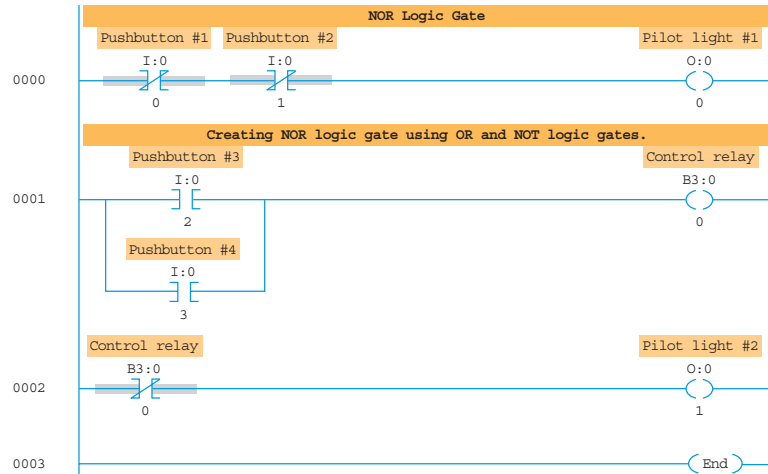 NOR Logic Gate
Pushbutton #1 Pushbutton #2 Pilot light #1
I:0 I:0 O:0
0000
0 1 0
Creating NOR logic gate using OR and NOT logic gates.
Pushbutton #3 Control relay
I:0 B3:0
0001
2 0
Pushbutton #4
I:0
3
Control relay Pilot light #2
B3:0 O:0
0002
0 1
0003 End